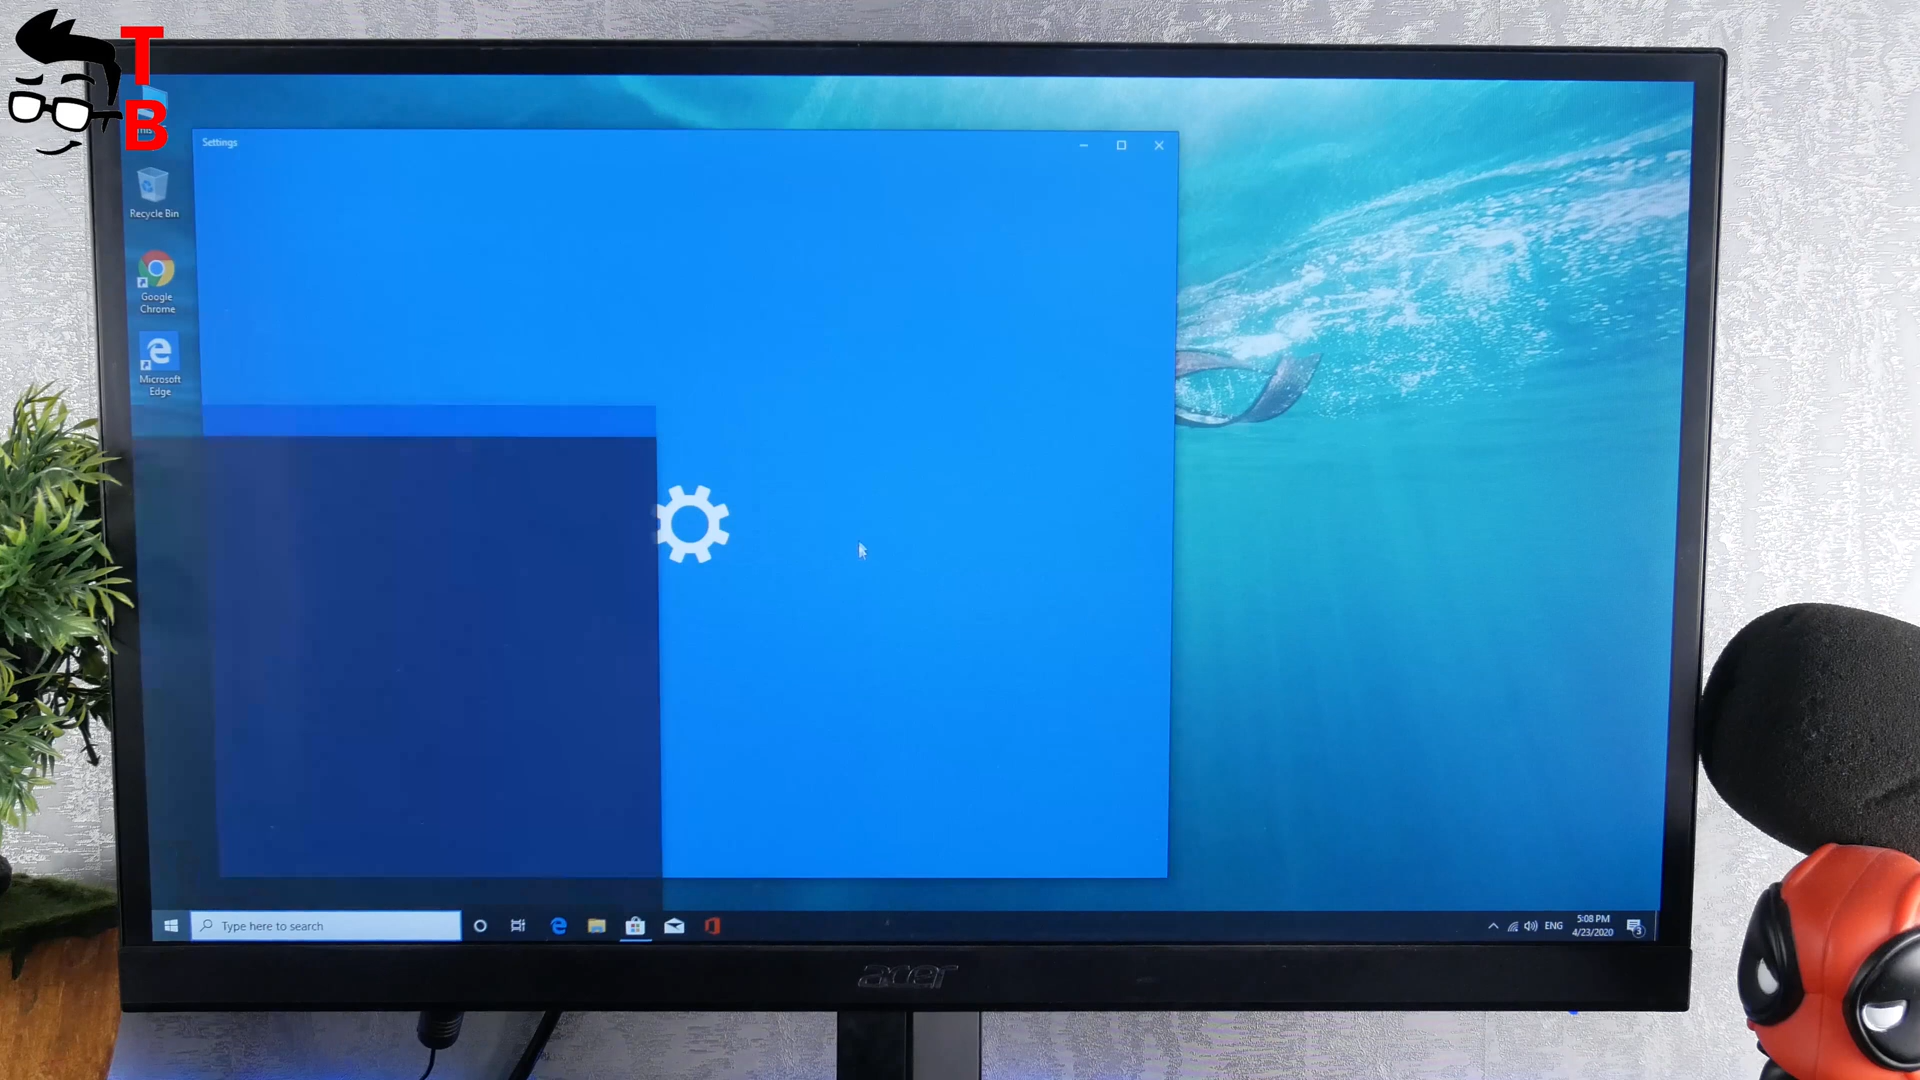 T
B
Settings
Recycle Bin
Google
Chrome
Microsoft
Edge
Type here to search
ENG
5:08 PM
4/23/2020
3
acer